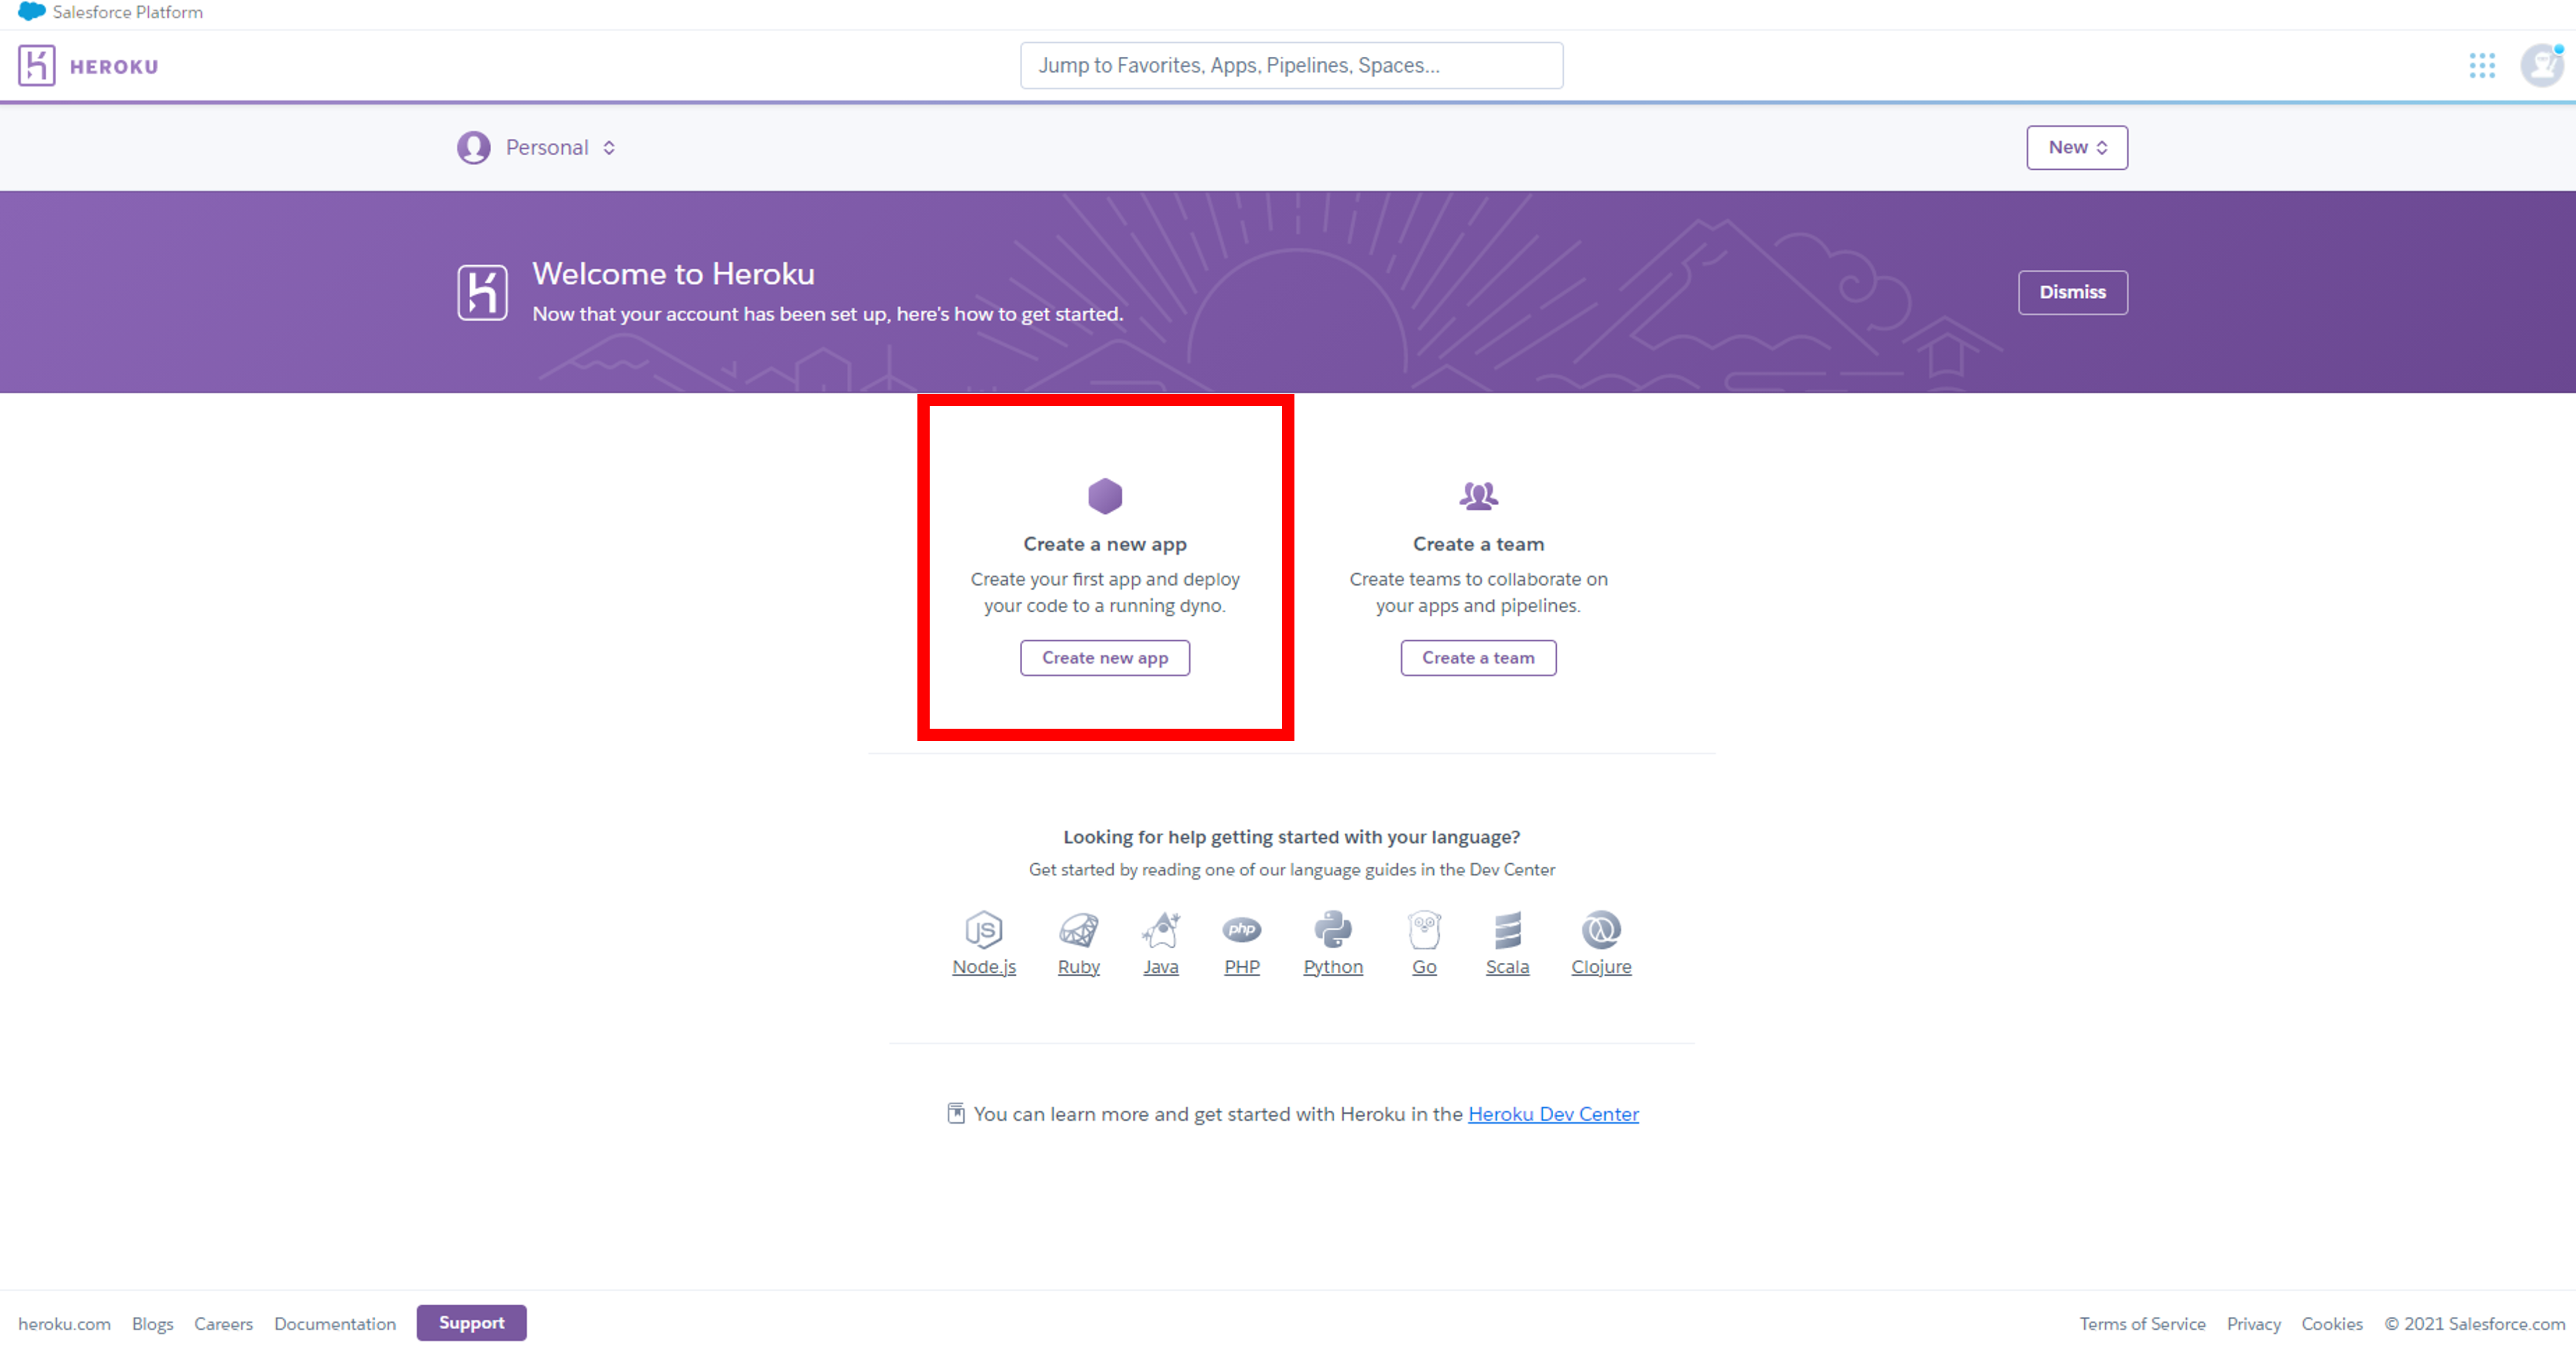 Salesforce Platform
HEROKU
Jump to Favorites, Apps, Pipelines, Spaces...
Personal
New
Welcome to Heroku
Now that your account has been set up, here's how to get started.
Dismiss
Create a new app
Create your first app and deploy
your code to a running dyno.
Create new app
Create a team
Create teams to collaborate on
your apps and pipelines.
Create a team
Looking for help getting started with your language?
Get started by reading one of our language guides in the Dev Center
JS
php
Node.js Ruby Java PHP Python Go Scala Clojure
You can learn more and get started with Heroku in the Heroku Dev Center
heroku.com Blogs Careers Documentation Support
Terms of Service Privacy Cookies © 2021 Salesforce.com